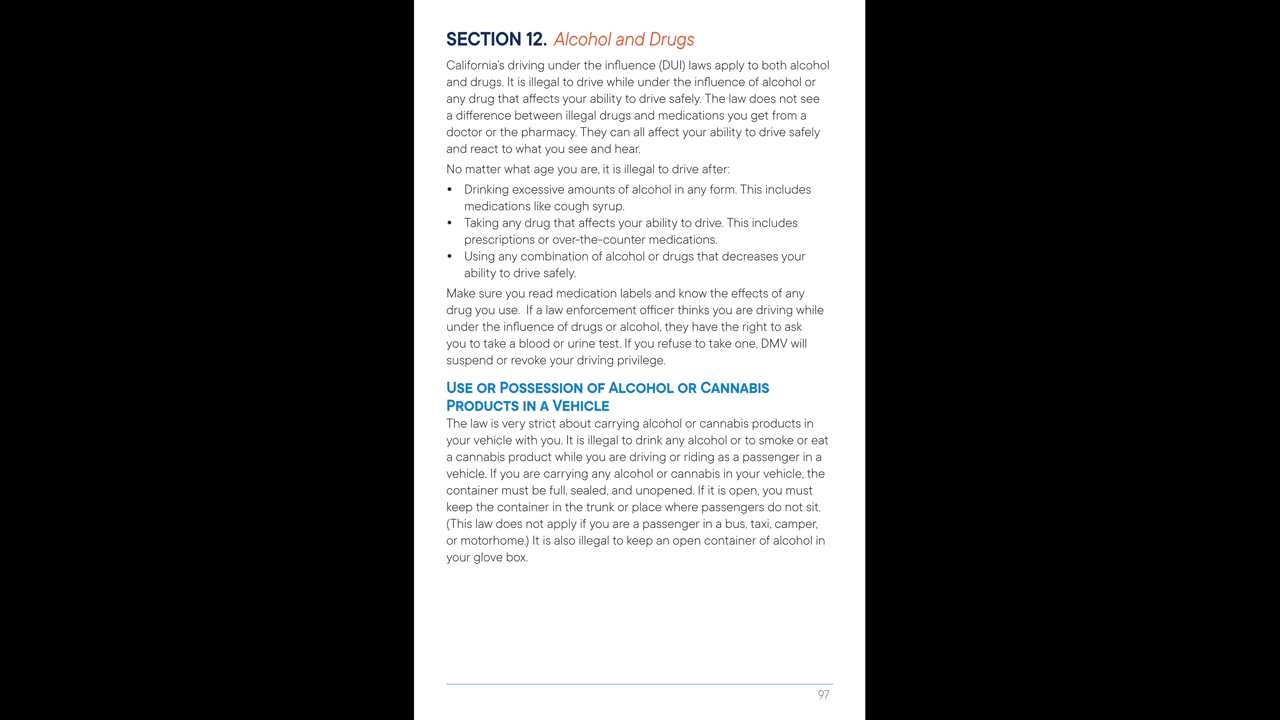 SECTION 12. Alcohol and Drugs
California's driving under the influence (DUI) laws apply to both alcohol
and drugs. It is illegal to drive while under the influence of alcohol or
any drug that affects your ability to drive safely. The law does not see
a difference between illegal drugs and medications you get from a
doctor or the pharmacy. They can all affect your ability to drive safely
and react to what you see and hear.
No matter what age you are, it is illegal to drive after:
• Drinking excessive amounts of alcohol in any form. This includes
medications like cough syrup.
• Taking any drug that affects your ability to drive. This includes
prescriptions or over-the-counter medications.
• Using any combination of alcohol or drugs that decreases your
ability to drive safely.
Make sure you read medication labels and know the effects of any
drug you use. If a law enforcement officer thinks you are driving while
under the influence of drugs or alcohol, they have the right to ask
you to take a blood or urine test. If you refuse to take one, DMV will
suspend or revoke your driving privilege.
USE OR POSSESSION OF ALCOHOL OR CANNABIS
PRODUCTS IN A VEHICLE
The law is very strict about carrying alcohol or cannabis products in
your vehicle with you. It is illegal to drink any alcohol or to smoke or eat
a cannabis product while you are driving or riding as a passenger in a
vehicle. If you are carrying any alcohol or cannabis in your vehicle, the
container must be full, sealed, and unopened. If it is open, you must
keep the container in the trunk or place where passengers do not sit.
(This law does not apply if you are a passenger in a bus, taxi, camper,
or motorhome.) It is also illegal to keep an open container of alcohol in
your glove box.
97